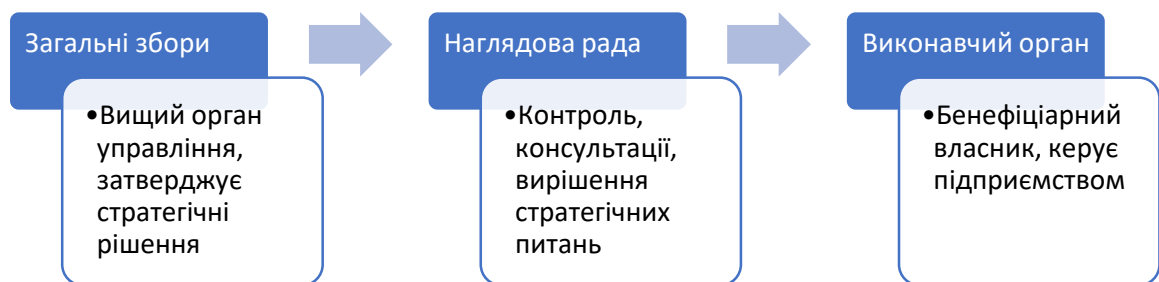 Загальні збори
•Вищий орган
управління,
затверджує
стратегічні
рішення
Наглядова рада
•Контроль,
консультації,
вирішення
стратегічних
питань
Виконавчий орган
•Бенефіціарний
власник, керує
підприємством